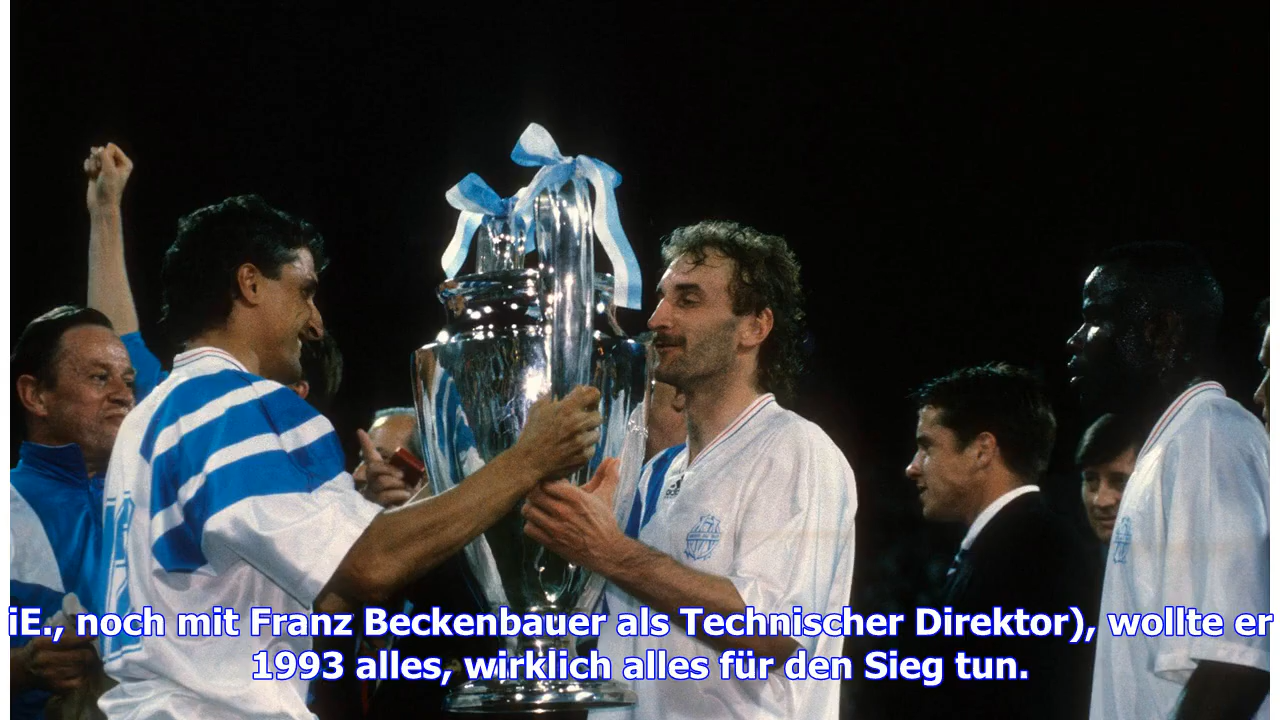 iE., noch mit Franz Beckenbauer als Technischer Direktor), wollte er
1993 alles, wirklich alles für den Sieg tun.